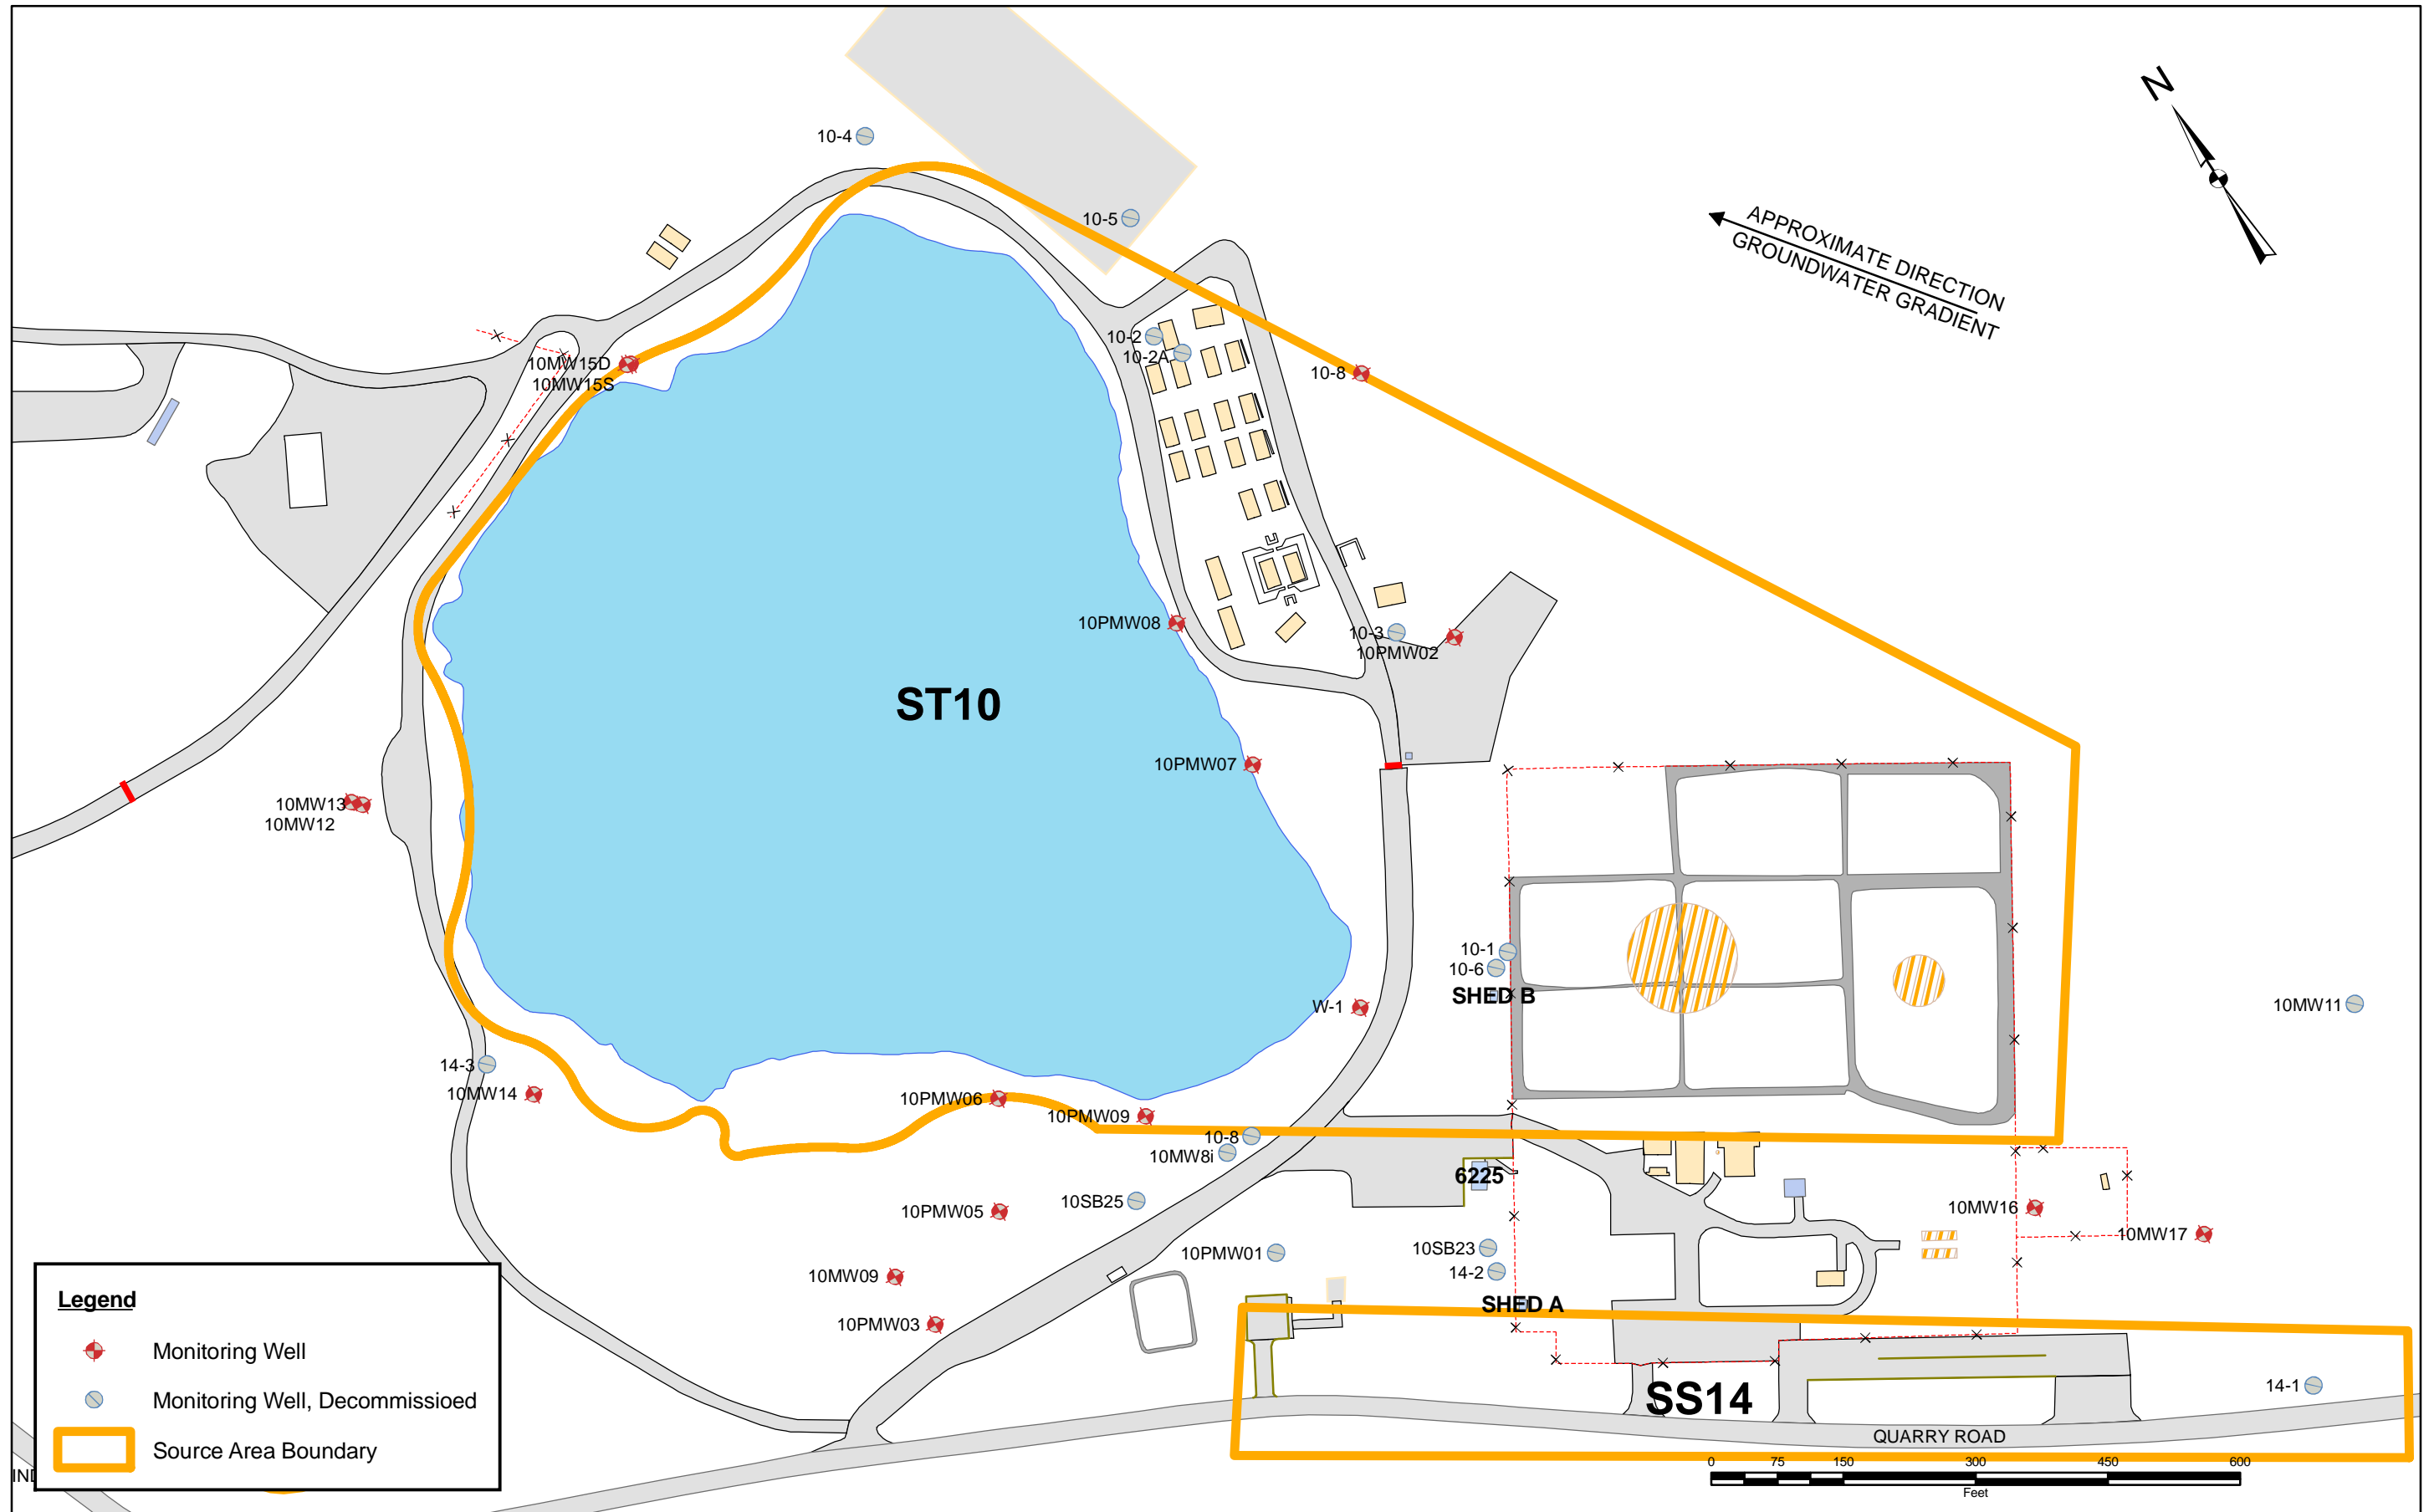 N
10-4
10-5
APPROXIMATE DIRECTION
GROUNDWATER GRADIENT
10-2
10-2A
10MW15D
10MW15S
10-8
10PMW08
10-3
10PMW02
ST10
10PMW07
10MW13
10MW12
10-1
10-6
SHED B
W-1
10MW11
14-3
10MW14
10PMW06
10PMW09
10-8
10MW8i
6225
10PMW05
10SB25
10MW16
10MW17
10PMW01
10SB23
14-2
10MW09
SHED A
10PMW03
14-1
SS14
QUARRY ROAD
Legend
Monitoring Well
Monitoring Well, Decommissioed
Source Area Boundary
0 75 150 300 450 600
Feet